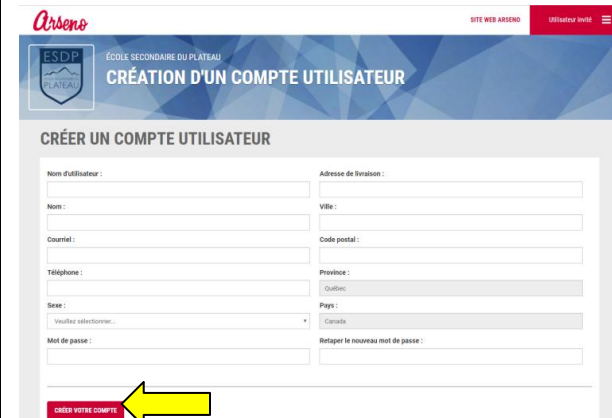 Arseno
SITE WEB ARSENO
Utilisateur invité
ESDP
PLATEAU
ÉCOLE SECONDAIRE DU PLATEAU
CRÉATION D'UN COMPTE UTILISATEUR
CRÉER UN COMPTE UTILISATEUR
Nom d'utilisateur :
Adresse de livraison :
Nom :
Ville :
Courriel :
Code postal :
Téléphone :
Province :
Québec
Sexe :
Pays :
Veuillez sélectionner...
Canada
Mot de passe :
Retaper le nouveau mot de passe :
CRÉER VOTRE COMPTE